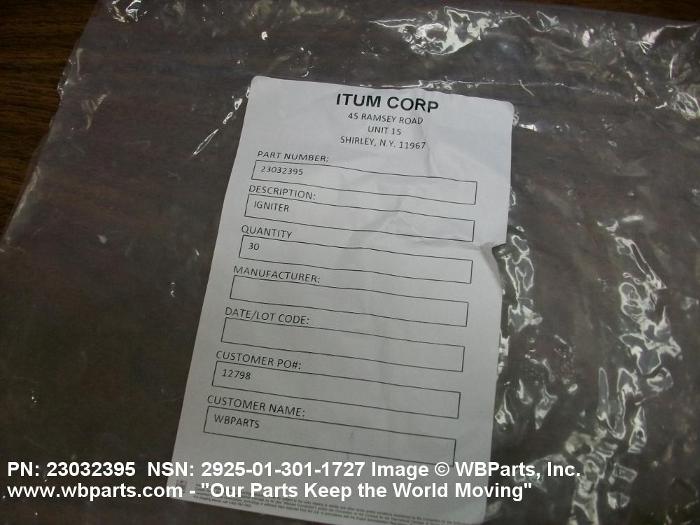 ITUM CORP
45 RAMSEY ROAD
UNIT 15
SHIRLEY, N.Y. 11967
PART NUMBER:
23032395
DESCRIPTION:
IGNITER
QUANTITY
30
MANUFACTURER:
DATE/LOT CODE:
CUSTOMER PO#:
12798
CUSTOMER NAME:
WBPARTS
PN: 23032395 NSN: 2925-01-301-1727 Image © WBParts, Inc.
www.wbparts.com - "Our Parts Keep the World Moving"